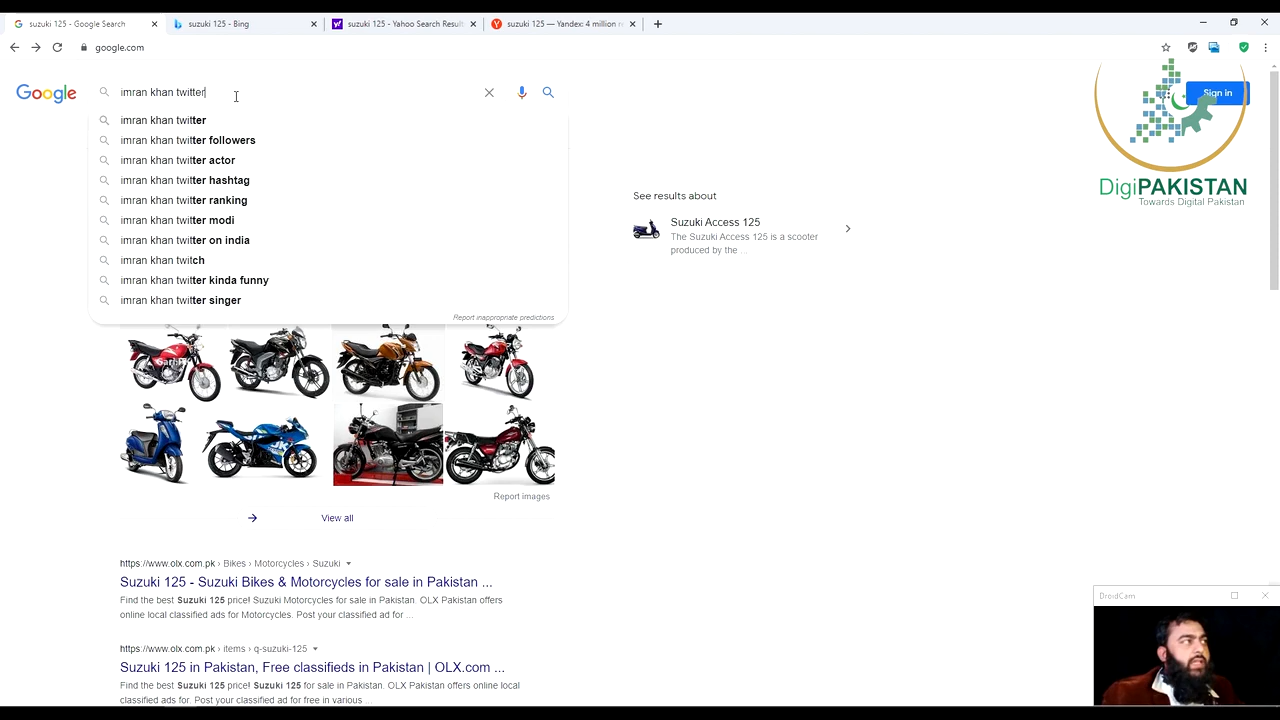 suzuki 125 - Google Search
suzuki 125 - Bing
suzuki 125 - Yahoo Search Result
suzuki 125 — Yandex: 4 million r
google.com
Google
imran khan twitter
Sign in
imran khan twitter
imran khan twitter followers
imran khan twitter actor
imran khan twitter hashtag
imran khan twitter ranking
imran khan twitter modi
imran khan twitter on india
imran khan twitch
imran khan twitter kinda funny
imran khan twitter singer
Report inappropriate predictions
DigiPAKISTAN
Towards Digital Pakistan
See results about
Suzuki Access 125
The Suzuki Access 125 is a scooter
produced by the ...
Report images
View all
https://www.olx.com.pk › Bikes › Motorcycles › Suzuki
Suzuki 125 - Suzuki Bikes & Motorcycles for sale in Pakistan ...
Find the best Suzuki 125 price! Suzuki Motorcycles for sale in Pakistan. OLX Pakistan offers
online local classified ads for Motorcycles. Post your classified ad for ...
https://www.olx.com.pk › items › q-suzuki-125
Suzuki 125 in Pakistan, Free classifieds in Pakistan | OLX.com ...
Find the best Suzuki 125 price! Suzuki 125 for sale in Pakistan. OLX Pakistan offers online local
classified ads for. Post your classified ad for free in various ...
DroidCam